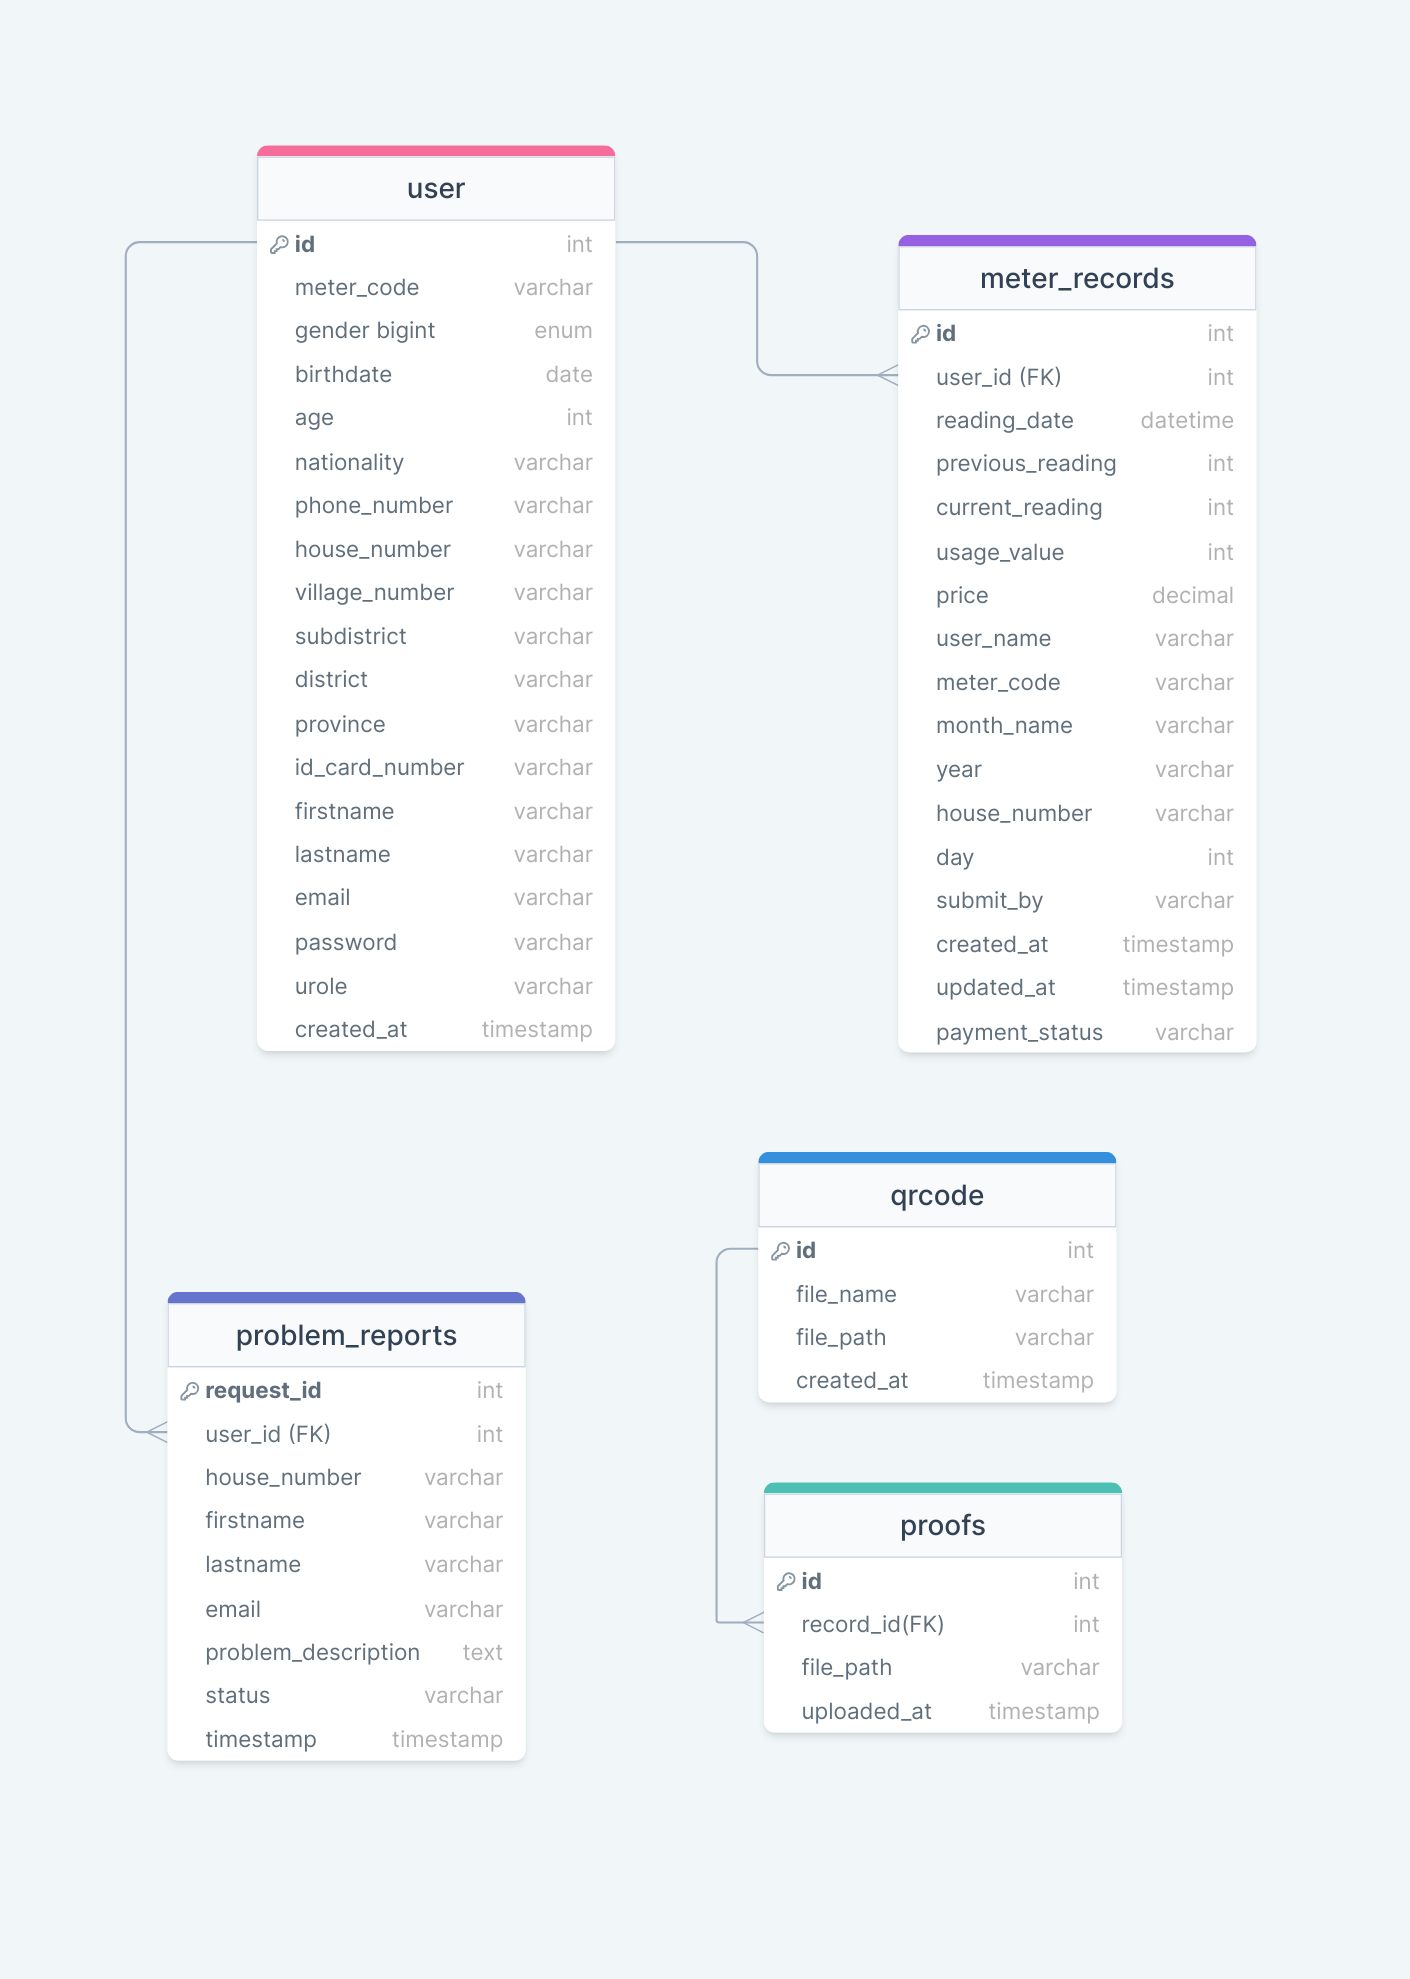 user
id int
meter_code varchar
gender bigint enum
birthdate date
age int
nationality varchar
phone_number varchar
house_number varchar
village_number varchar
subdistrict varchar
district varchar
province varchar
id_card_number varchar
firstname varchar
lastname varchar
email varchar
password varchar
urole varchar
created_at timestamp
meter_records
id int
user_id (FK) int
reading_date datetime
previous_reading int
current_reading int
usage_value int
price decimal
user_name varchar
meter_code varchar
month_name varchar
year varchar
house_number varchar
day int
submit_by varchar
created_at timestamp
updated_at timestamp
payment_status varchar
qrcode
id int
file_name varchar
file_path varchar
created_at timestamp
problem_reports
request_id int
user_id (FK) int
house_number varchar
firstname varchar
lastname varchar
email varchar
problem_description text
status varchar
timestamp timestamp
proofs
id int
record_id(FK) int
file_path varchar
uploaded_at timestamp